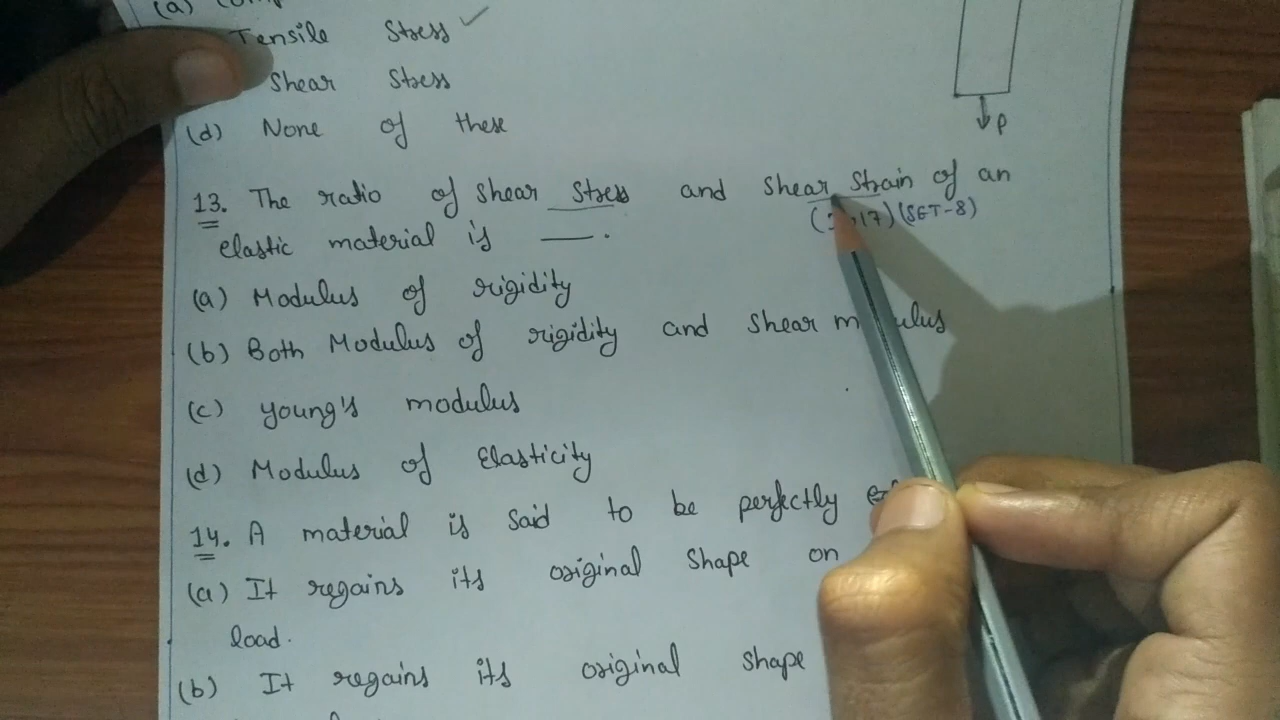 (a)
Tensile Stress ✓
Shear Stress
(d) None of these
P
13. The ratio of shear stress and shear strain of an
(SET-8)
elastic material is —.
(a) Modulus of rigidity
(b) Both Modulus of rigidity and shear
(c) young's modulus
(d) Modulus of Elasticity
14. A material is said to be perfectly
(a) It regains its original shape on
load.
(b) It regains its original shape